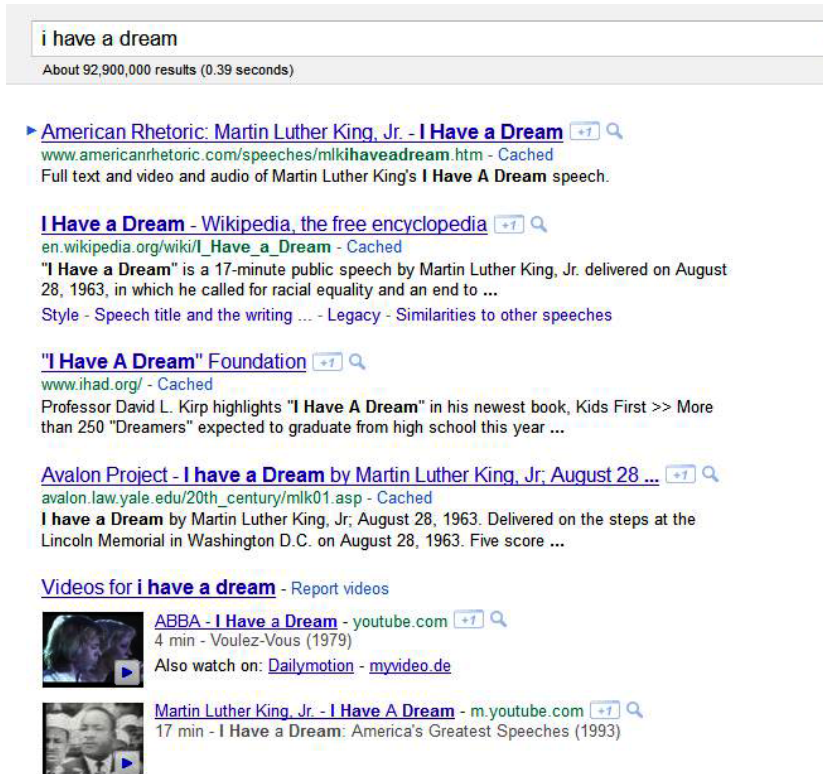 i have a dream
About 92,900,000 results (0.39 seconds)
American Rhetoric: Martin Luther King, Jr. - I Have a Dream +1
www.americanrhetoric.com/speeches/mlkihaveadream.htm - Cached
Full text and video and audio of Martin Luther King's I Have A Dream speech.
I Have a Dream - Wikipedia, the free encyclopedia +1
en.wikipedia.org/wiki/I_Have_a_Dream - Cached
"I Have a Dream" is a 17-minute public speech by Martin Luther King, Jr. delivered on August
28, 1963, in which he called for racial equality and an end to ...
Style - Speech title and the writing ... - Legacy - Similarities to other speeches
"I Have A Dream" Foundation +1
www.ihad.org/ - Cached
Professor David L. Kirp highlights "I Have A Dream" in his newest book, Kids First >> More
than 250 "Dreamers" expected to graduate from high school this year ...
Avalon Project - I have a Dream by Martin Luther King, Jr; August 28 ... +1
avalon.law.yale.edu/20th_century/mlk01.asp - Cached
I have a Dream by Martin Luther King, Jr; August 28, 1963. Delivered on the steps at the
Lincoln Memorial in Washington D.C. on August 28, 1963. Five score ...
Videos for i have a dream - Report videos
ABBA - I Have a Dream - youtube.com +1
4 min - Voulez-Vous (1979)
Also watch on: Dailymotion - myvideo.de
Martin Luther King, Jr. - I Have A Dream - m.youtube.com +1
17 min - I Have a Dream: America's Greatest Speeches (1993)